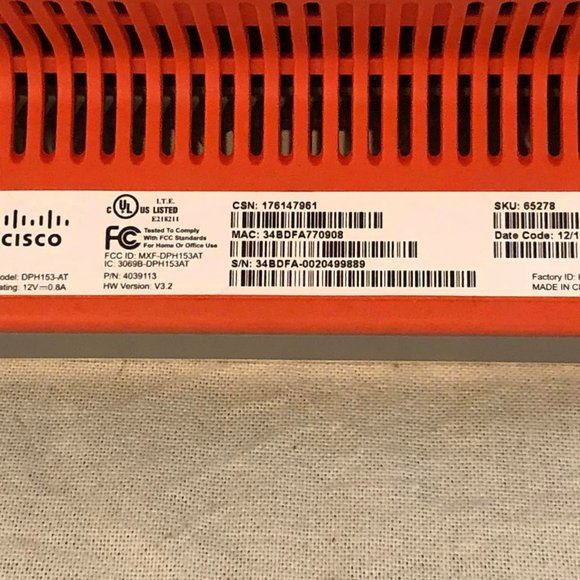 CISCO
odel: DPH153-AT
ating: 12V⎓0.8A
c UL US LISTED
I.T.E.
E218211
FC Tested To Comply
With FCC Standards
For Home Or Office Use
FCC ID: MXF-DPH153AT
IC: 3069B-DPH153AT
P/N: 4039113
HW Version: V3.2
CSN: 176147961
MAC: 34BDFA770908
S/N: 34BDFA-0020499889
SKU: 65278
Date Code: 12/1
Factory ID:
MADE IN C